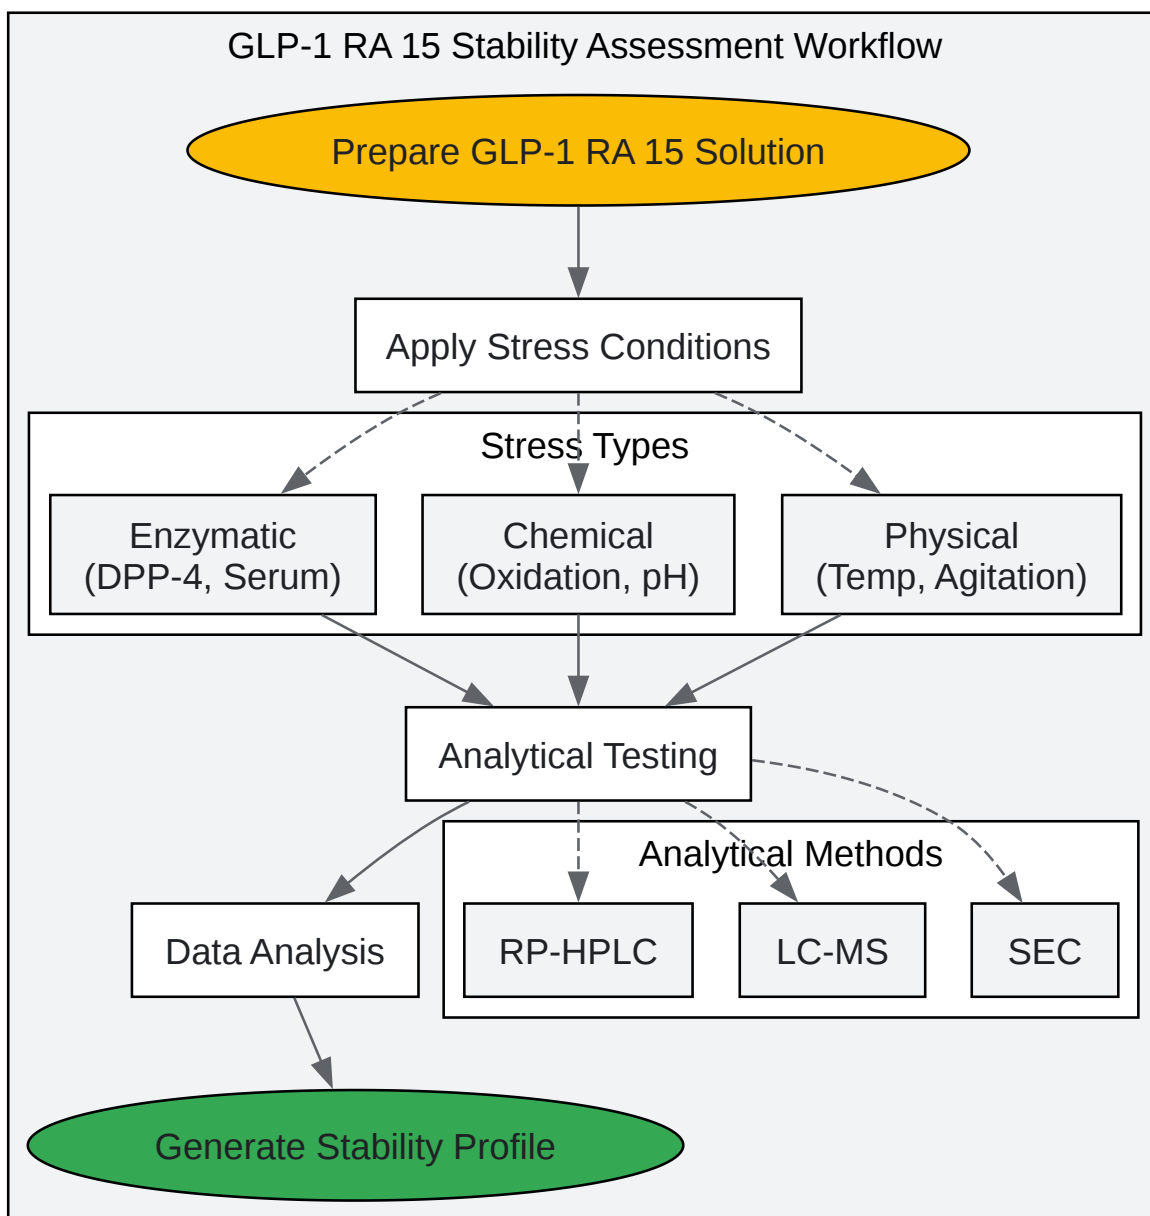 GLP-1 RA 15 Stability Assessment Workflow
Prepare GLP-1 RA 15 Solution
Apply Stress Conditions
Stress Types
Enzymatic
(DPP-4, Serum)
Chemical
(Oxidation, pH)
Physical
(Temp, Agitation)
Analytical Testing
Analytical Methods
Data Analysis
RP-HPLC
LC-MS
SEC
Generate Stability Profile